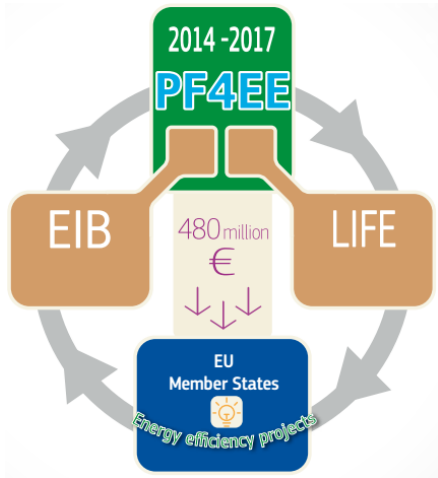 2014 -2017
PF4EE
EIB
LIFE
480 million
€
EU
Member States
Energy efficiency projects